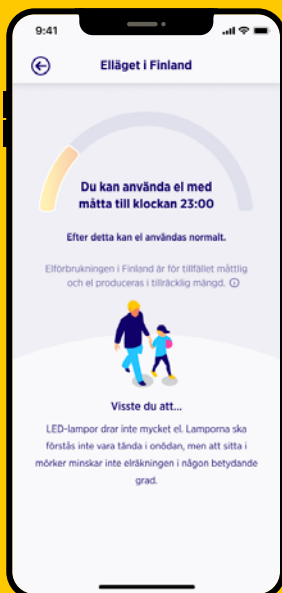 9:41
Elläget i Finland
Du kan använda el med
måtta till klockan 23:00
Efter detta kan el användas normalt.
Elförbrukningen i Finland är för tillfället måttlig
och el produceras i tillräcklig mängd.
Visste du att...
LED-lampor drar inte mycket el. Lamporna ska
förstås inte vara tända i onödan, men att sitta i
mörker minskar inte elräkningen i någon betydande
grad.